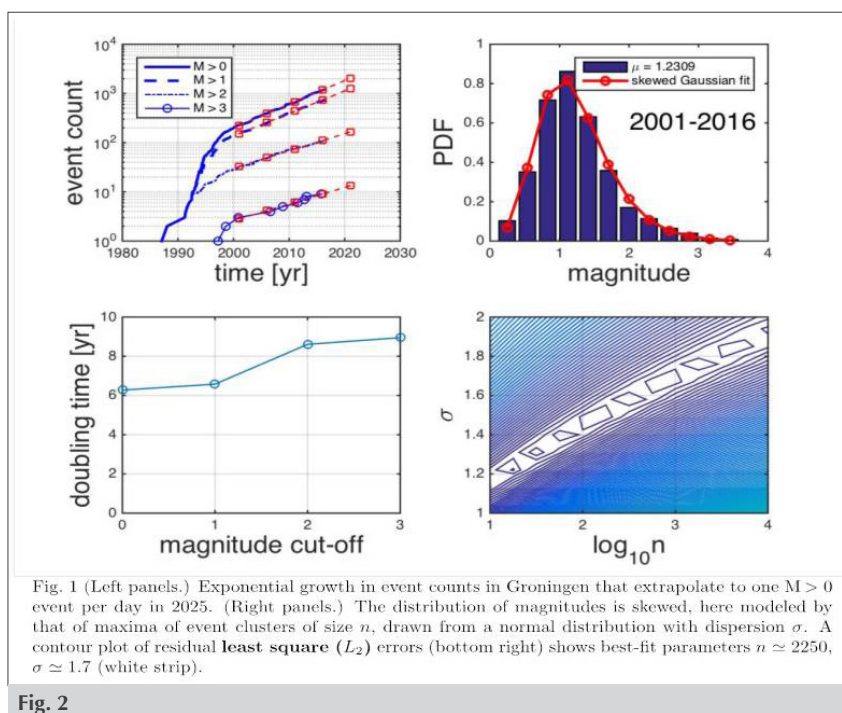 10^4
10^3
10^2
10^1
10^0
event count
M > 0
M > 1
M > 2
M > 3
1980 1990 2000 2010 2020 2030
time [yr]
1
0.8
0.6
0.4
0.2
0
PDF
μ = 1.2309
skewed Gaussian fit
2001-2016
0 1 2 3 4
magnitude
10
8
6
4
2
0
doubling time [yr]
0 1 2 3
magnitude cut-off
2
1.8
1.6
1.4
1.2
1
σ
1 2 3 4
log₁₀n
Fig. 1 (Left panels.) Exponential growth in event counts in Groningen that extrapolate to one M > 0
event per day in 2025. (Right panels.) The distribution of magnitudes is skewed, here modeled by
that of maxima of event clusters of size n, drawn from a normal distribution with dispersion σ. A
contour plot of residual least square (L₂) errors (bottom right) shows best-fit parameters n ≃ 2250,
σ ≃ 1.7 (white strip).
Fig. 2